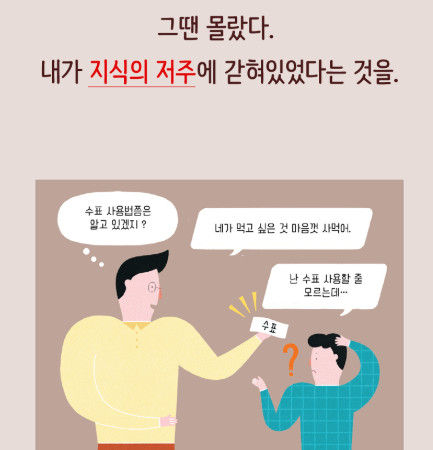 그땐 몰랐다.
내가 지식의 저주에 갇혀있었다는 것을.
수표 사용법쯤은
알고 있겠지?
네가 먹고 싶은 것 마음껏 사먹어.
난 수표 사용할 줄
모르는데…
수표
?